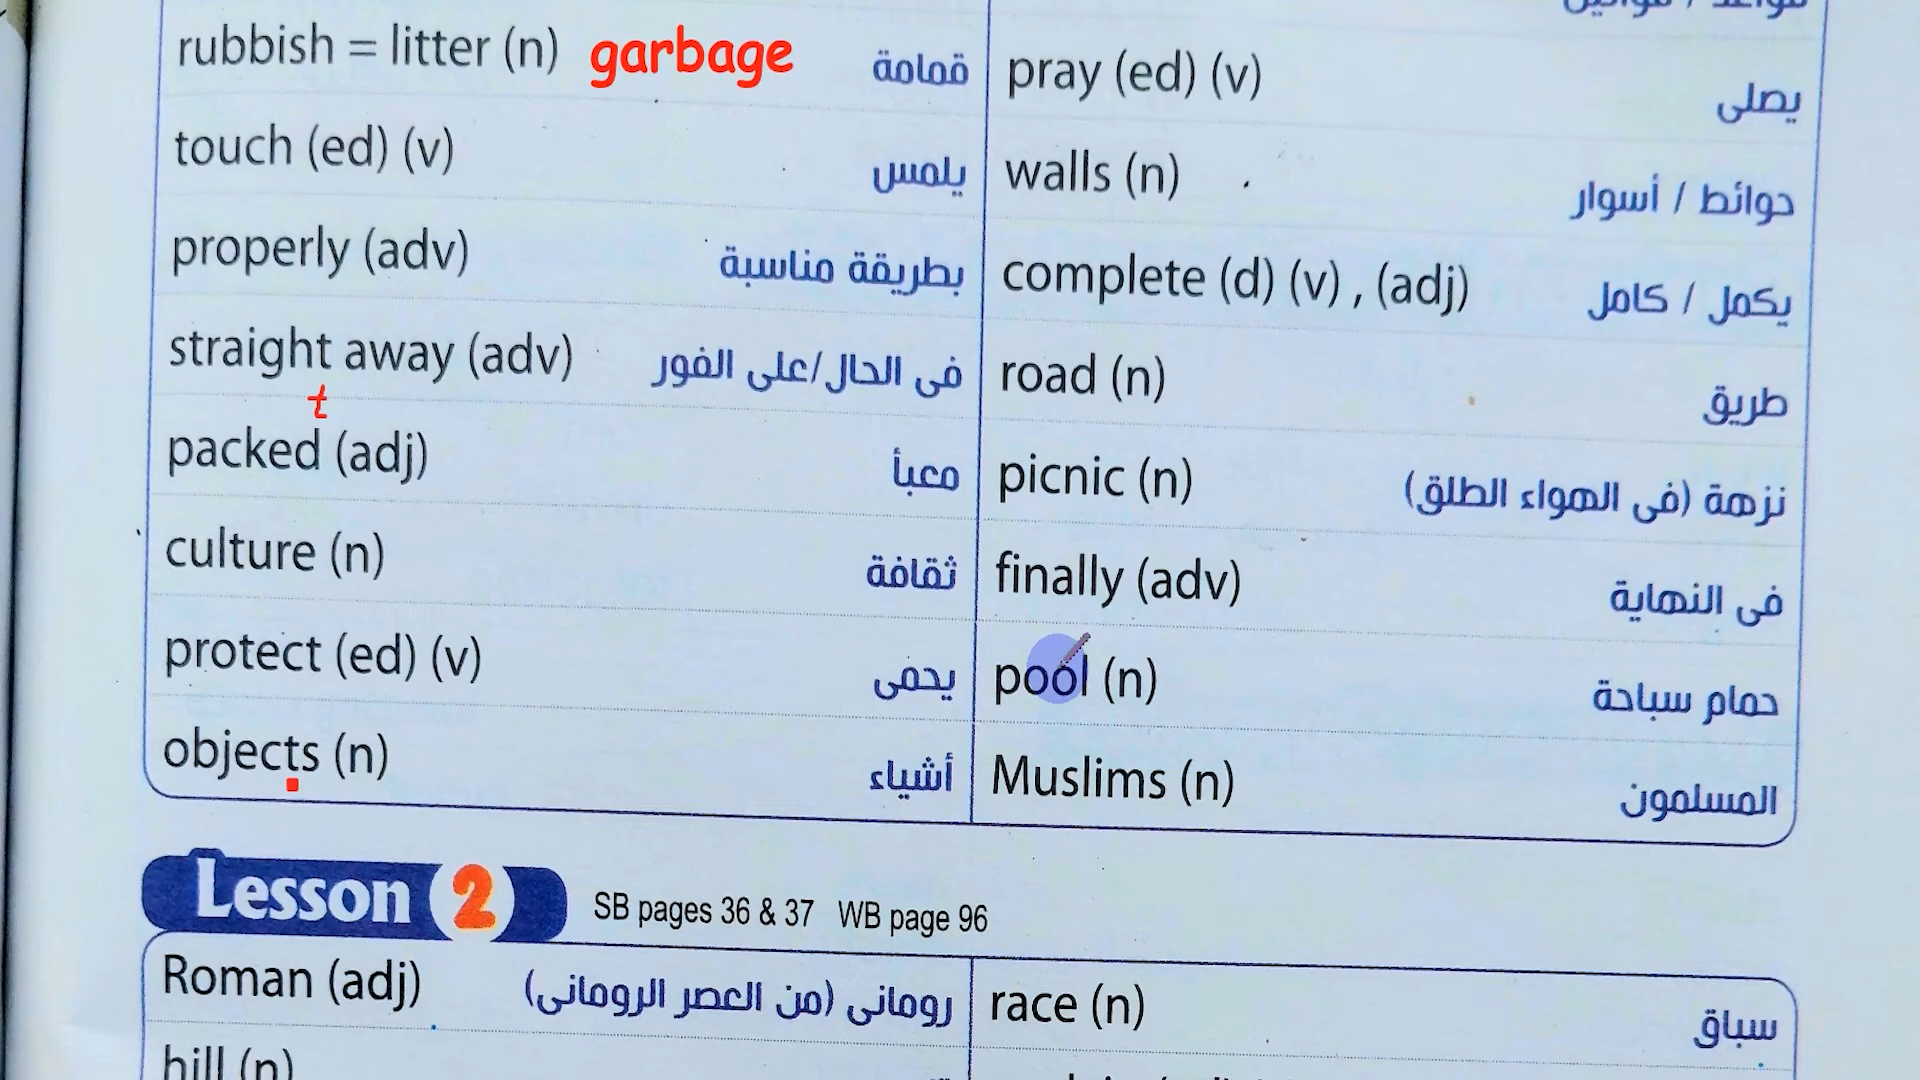 rubbish = litter (n) garbage قمامة
touch (ed) (v) يلمس
properly (adv) بطريقة مناسبة
straight away (adv) فى الحال/على الفور
t
packed (adj) معبأ
culture (n) ثقافة
protect (ed) (v) يحمى
objects (n) أشياء
pray (ed) (v) يصلى
walls (n) حوائط / أسوار
complete (d) (v) , (adj) يكمل / كامل
road (n) طريق
picnic (n) نزهة (فى الهواء الطلق)
finally (adv) فى النهاية
pool (n) حمام سباحة
Muslims (n) المسلمون
Lesson 2 SB pages 36 & 37 WB page 96
Roman (adj) رومانى (من العصر الرومانى)
hill (n)
race (n) سباق